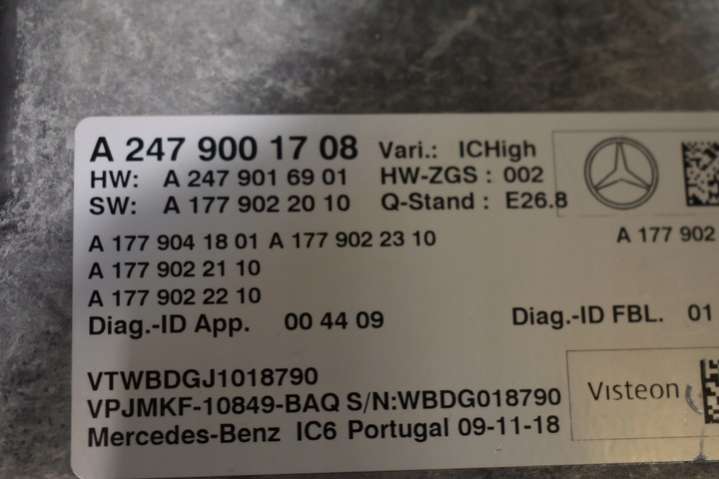 A 247 900 17 08 Vari.: ICHigh
HW: A 247 901 69 01 HW-ZGS : 002
SW: A 177 902 20 10 Q-Stand : E26.8
A 177 904 18 01 A 177 902 23 10 A 177 902
A 177 902 21 10
A 177 902 22 10
Diag.-ID App. 00 44 09 Diag.-ID FBL. 01
VTWBDGJ1018790
VPJMKF-10849-BAQ S/N:WBDG018790
Mercedes-Benz IC6 Portugal 09-11-18
Visteon